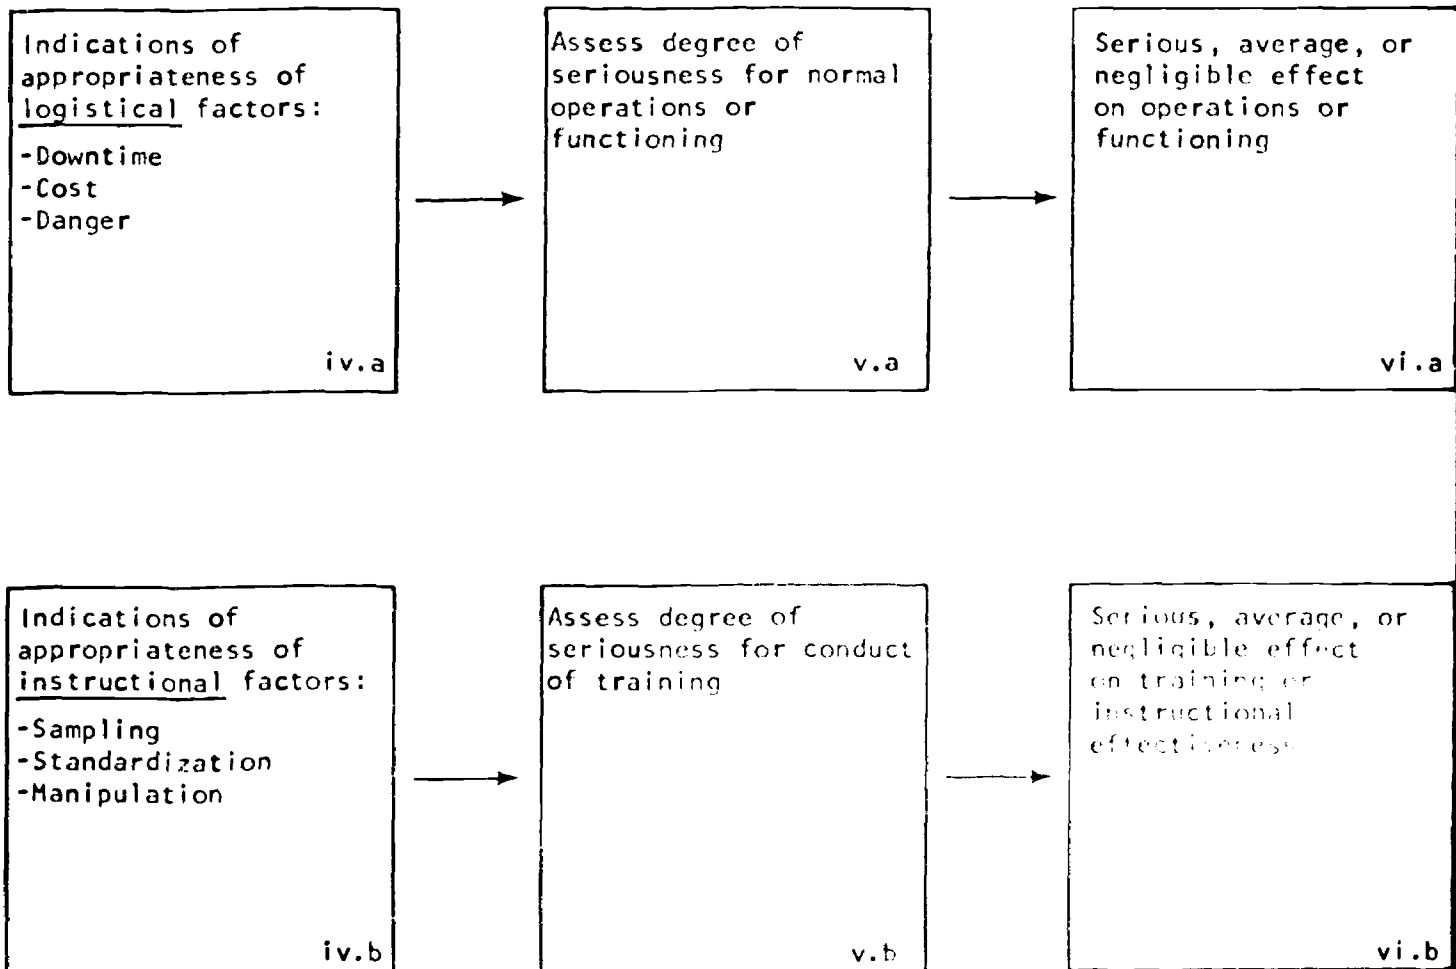 Indications of
appropriateness of
logistical factors:
-Downtime
-Cost
-Danger
iv.a
Assess degree of
seriousness for normal
operations or
functioning
v.a
Serious, average, or
negligible effect
on operations or
functioning
vi.a
Indications of
appropriateness of
instructional factors:
-Sampling
-Standardization
-Manipulation
iv.b
Assess degree of
seriousness for conduct
of training
v.b
Serious, average, or
negligible effect
on training or
instructional
effectiveness
vi.b